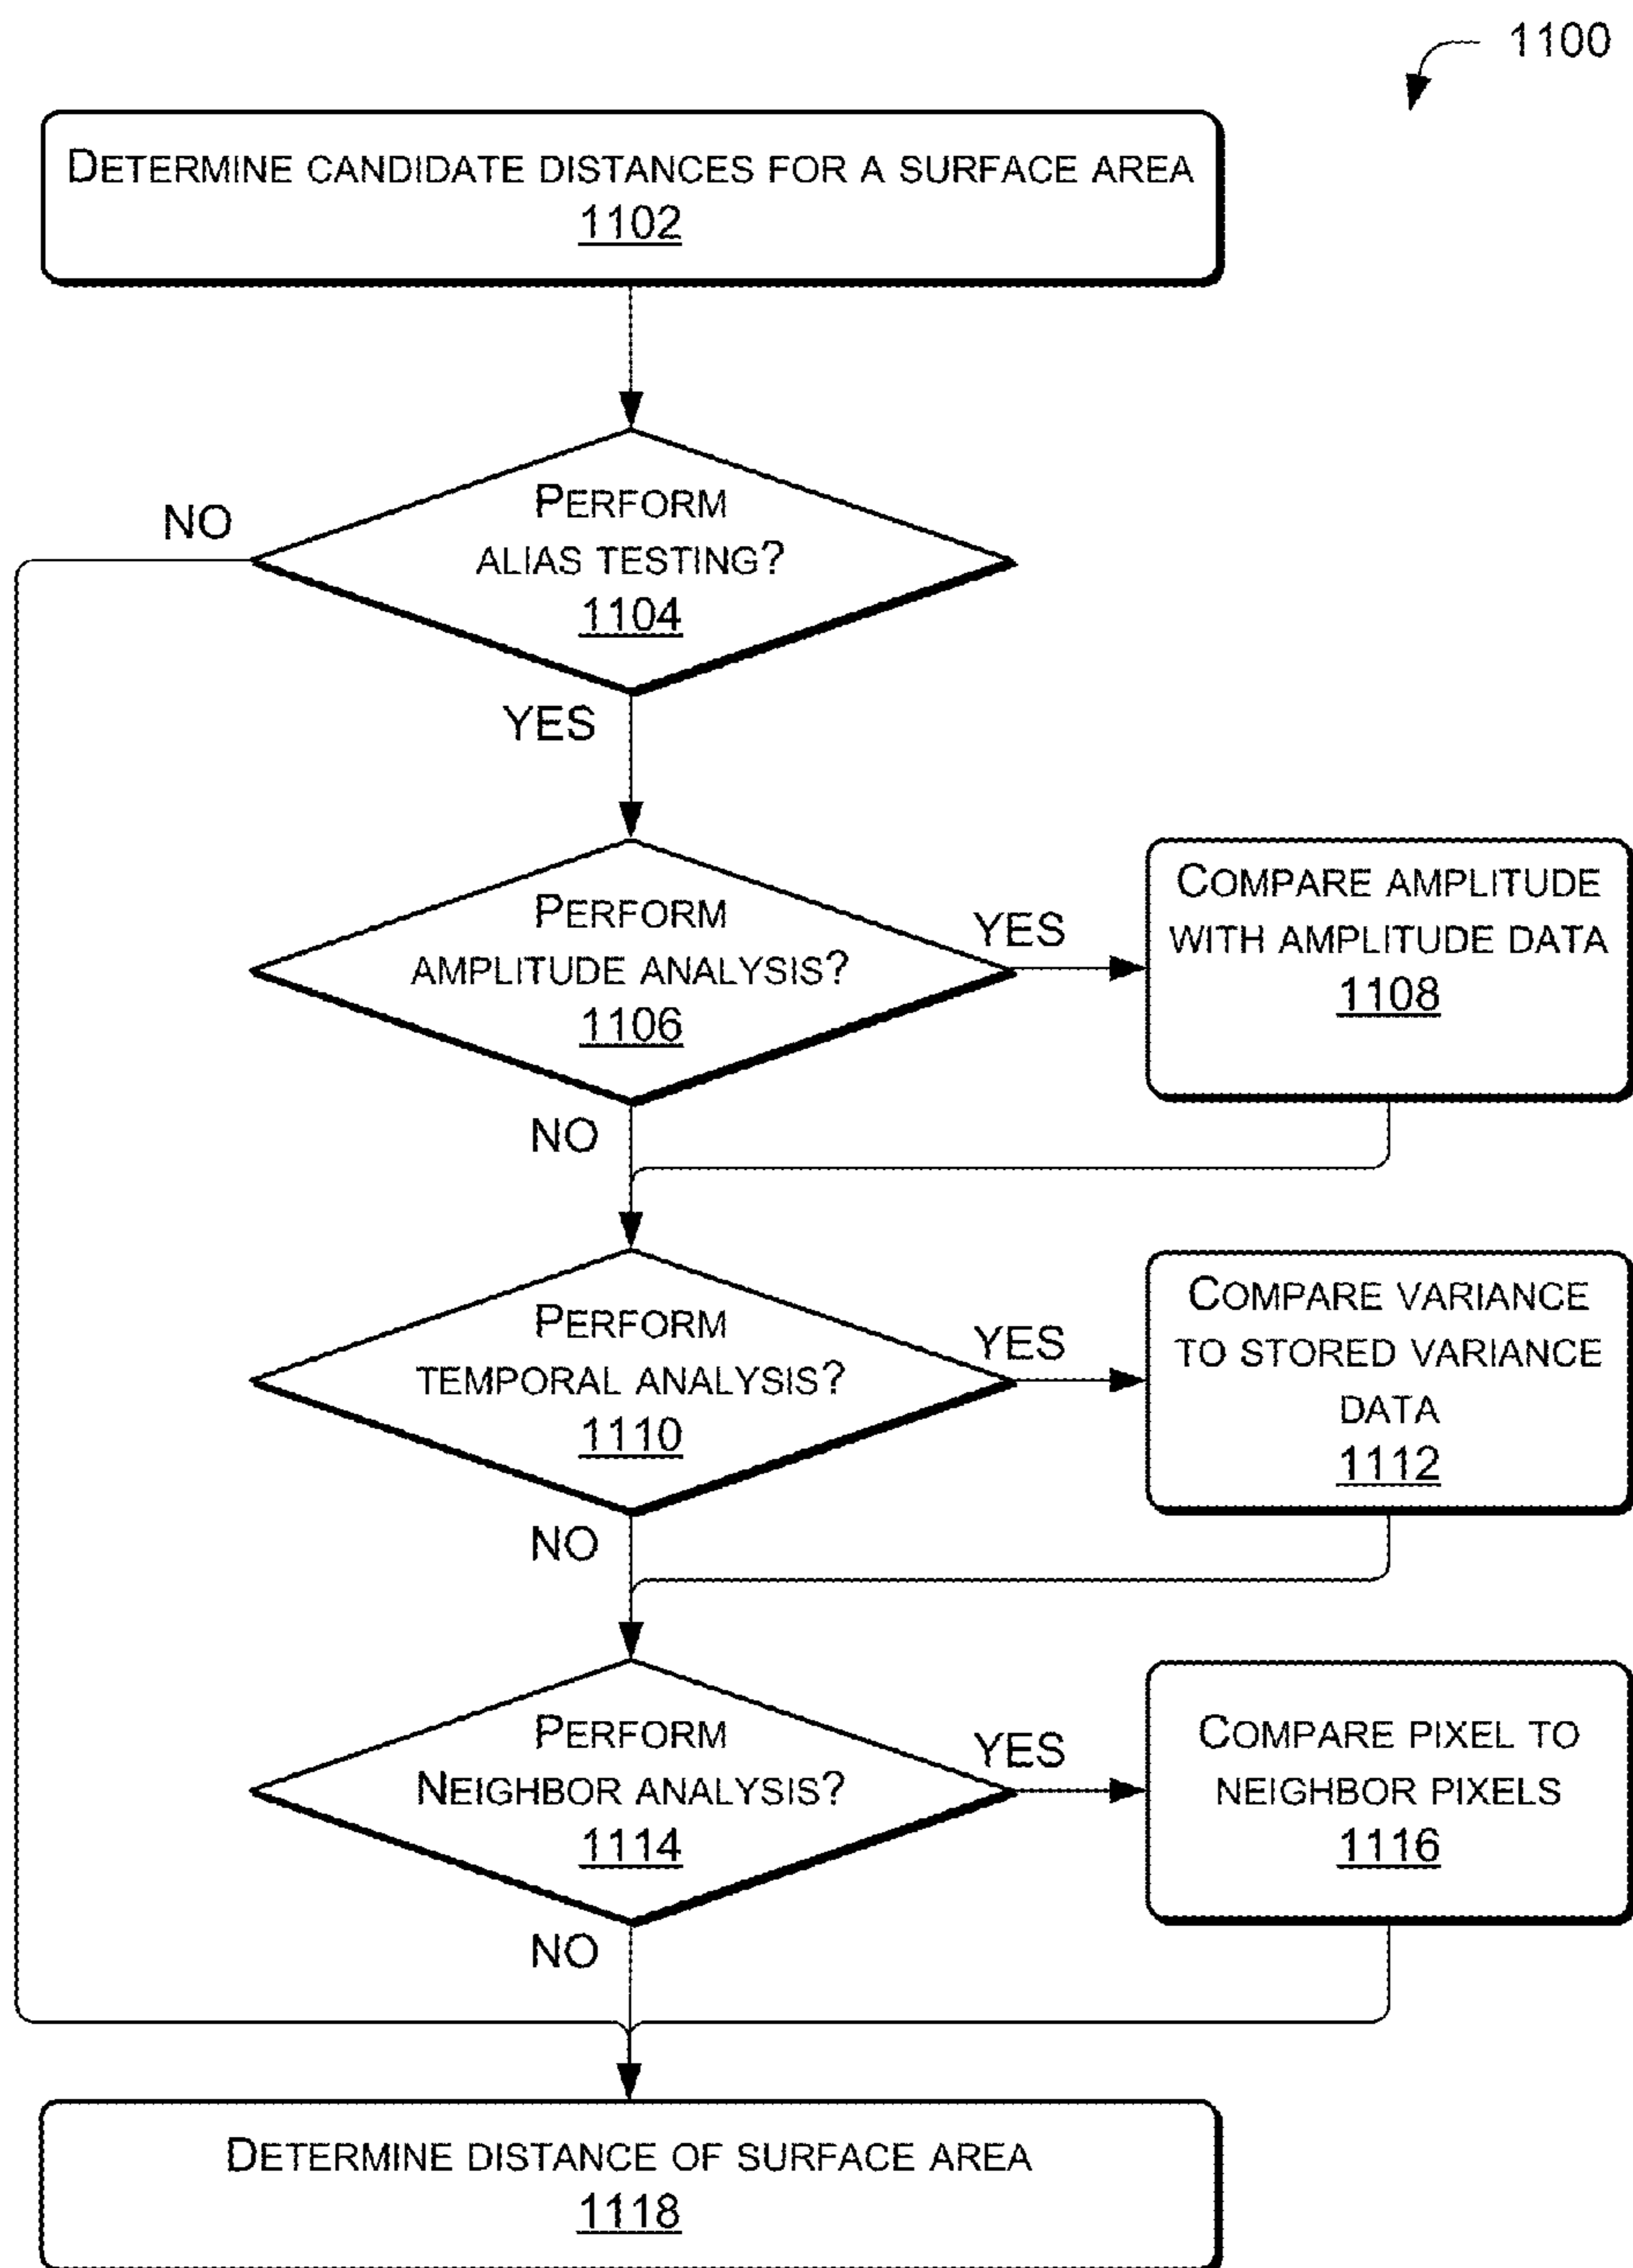 1100
DETERMINE CANDIDATE DISTANCES FOR A SURFACE AREA
1102
PERFORM
ALIAS TESTING?
1104
NO
YES
PERFORM
AMPLITUDE ANALYSIS?
1106
YES
NO
COMPARE AMPLITUDE
WITH AMPLITUDE DATA
1108
PERFORM
TEMPORAL ANALYSIS?
1110
YES
NO
COMPARE VARIANCE
TO STORED VARIANCE
DATA
1112
PERFORM
NEIGHBOR ANALYSIS?
1114
YES
NO
COMPARE PIXEL TO
NEIGHBOR PIXELS
1116
DETERMINE DISTANCE OF SURFACE AREA
1118